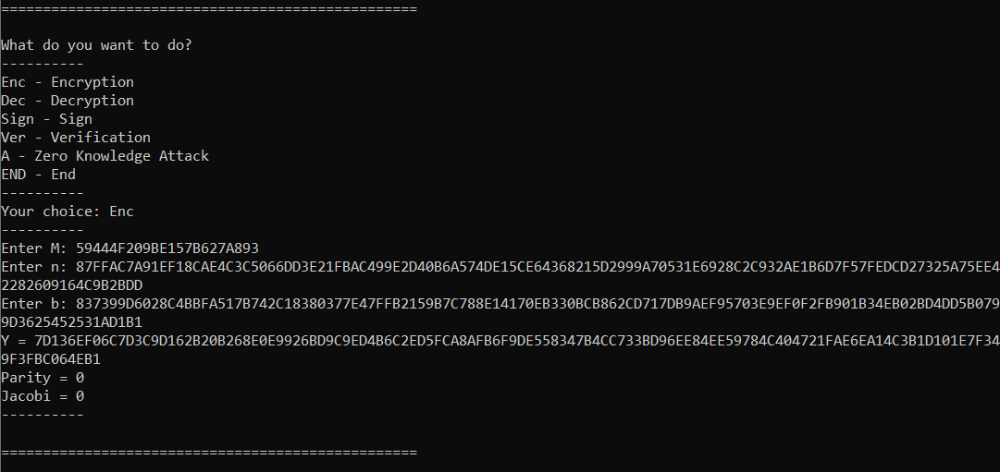 ==================================================
What do you want to do?
----------
Enc - Encryption
Dec - Decryption
Sign - Sign
Ver - Verification
A - Zero Knowledge Attack
END - End
----------
Your choice: Enc
----------
Enter M: 59444F209BE157B627A893
Enter n: 87FFAC7A91EF18CAE4C3C5066DD3E21FBAC499E2D40B6A574DE15CE64368215D2999A70531E6928C2C932AE1B6D7F57FEDCD27325A75EE4
2282609164C9B2BDD
Enter b: 837399D6028C4BBFA517B742C18380377E47FFB2159B7C788E14170EB330BCB862CD717DB9AEF95703E9EF0F2FB901B34EB02BD4DD5B079
9D3625452531AD1B1
Y = 7D136EF06C7D3C9D162B20B268E0E9926BD9C9ED4B6C2ED5FCA8AFB6F9DE558347B4CC733BD96EE84EE59784C404721FAE6EA14C3B1D101E7F34
9F3FBC064EB1
Parity = 0
Jacobi = 0
----------
==================================================